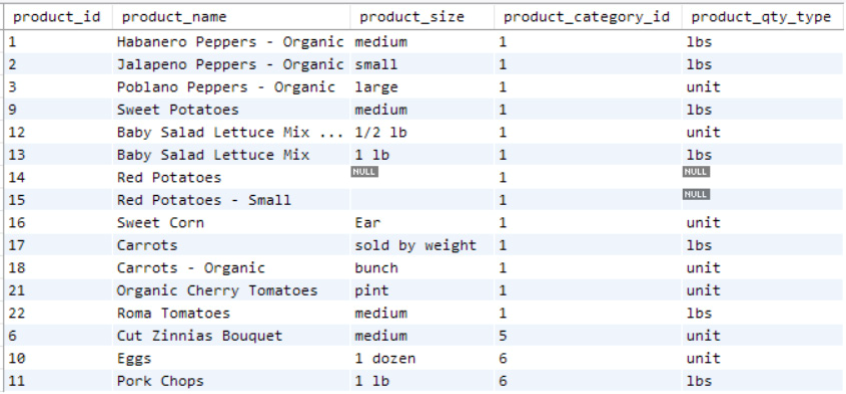 product_id product_name product_size product_category_id product_qty_type
1 Habanero Peppers - Organic medium 1 lbs
2 Jalapeno Peppers - Organic small 1 lbs
3 Poblano Peppers - Organic large 1 unit
9 Sweet Potatoes medium 1 lbs
12 Baby Salad Lettuce Mix ... 1/2 lb 1 unit
13 Baby Salad Lettuce Mix 1 lb 1 lbs
14 Red Potatoes NULL 1 NULL
15 Red Potatoes - Small 1 NULL
16 Sweet Corn Ear 1 unit
17 Carrots sold by weight 1 lbs
18 Carrots - Organic bunch 1 unit
21 Organic Cherry Tomatoes pint 1 unit
22 Roma Tomatoes medium 1 lbs
6 Cut Zinnias Bouquet medium 5 unit
10 Eggs 1 dozen 6 unit
11 Pork Chops 1 lb 6 lbs